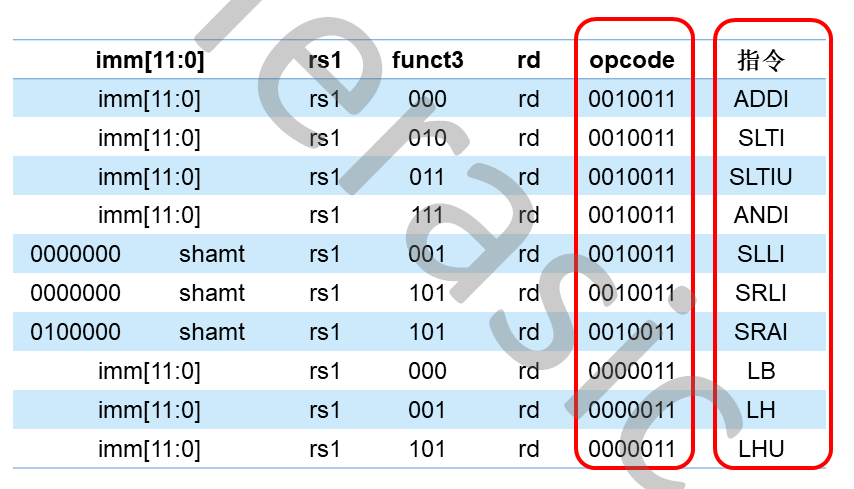 imm[11:0] rs1 funct3 rd opcode 指令
imm[11:0] rs1 000 rd 0010011 ADDI
imm[11:0] rs1 010 rd 0010011 SLTI
imm[11:0] rs1 011 rd 0010011 SLTIU
imm[11:0] rs1 111 rd 0010011 ANDI
0000000 shamt rs1 001 rd 0010011 SLLI
0000000 shamt rs1 101 rd 0010011 SRLI
0100000 shamt rs1 101 rd 0010011 SRAI
imm[11:0] rs1 000 rd 0000011 LB
imm[11:0] rs1 001 rd 0000011 LH
imm[11:0] rs1 101 rd 0000011 LHU
erasic